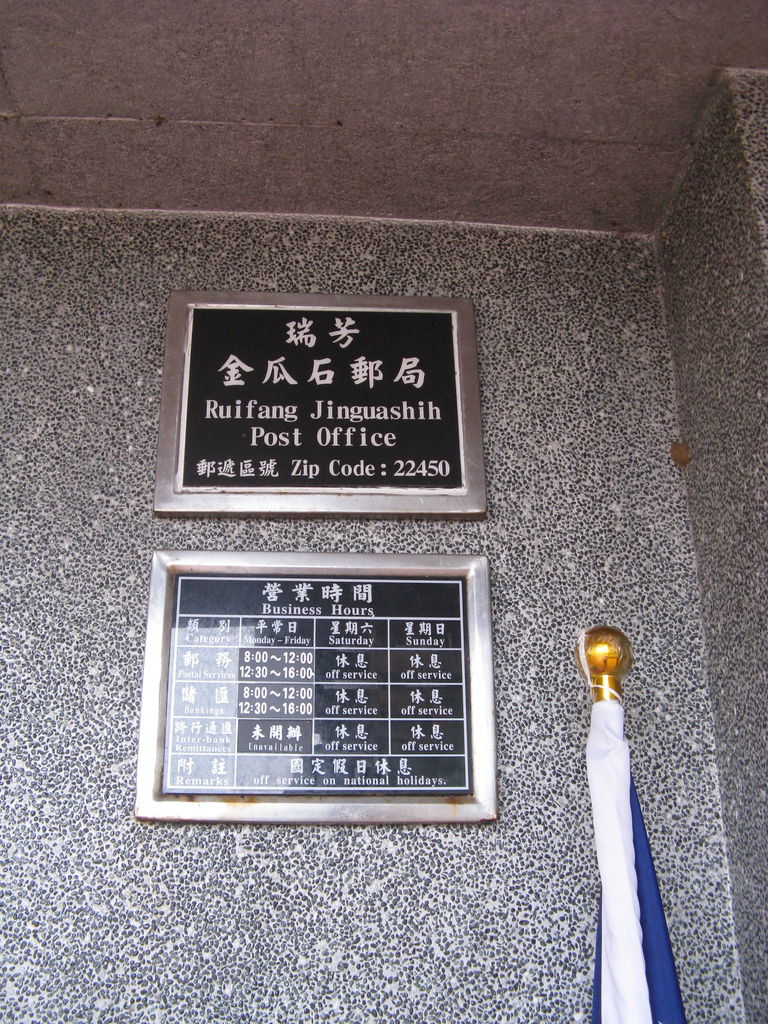 瑞芳
金瓜石郵局
Ruifang Jinguashih
Post Office
郵遞區號 Zip Code : 22450
營業時間
Business Hours
類別 平常日 星期六 星期日
Category Monday – Friday Saturday Sunday
郵務 8:00～12:00 休息 休息
Postal Services 12:30～16:00 off service off service
儲匯 8:00～12:00 休息 休息
Bankings 12:30～16:00 off service off service
跨行通匯 未開辦 休息 休息
Inter-bank Remittances Unavailable off service off service
附註 國定假日休息
Remarks off service on national holidays.